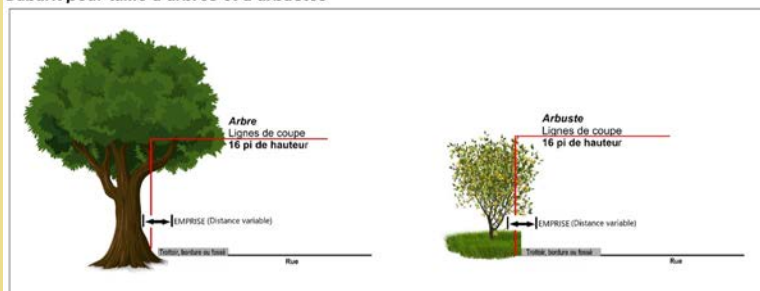 Arbre
Lignes de coupe
16 pi de hauteur
EMPRISE (Distance variable)
Trottoir, bordure ou fossé
Rue
Arbuste
Lignes de coupe
16 pi de hauteur
EMPRISE (Distance variable)
Trottoir, bordure ou fossé
Rue